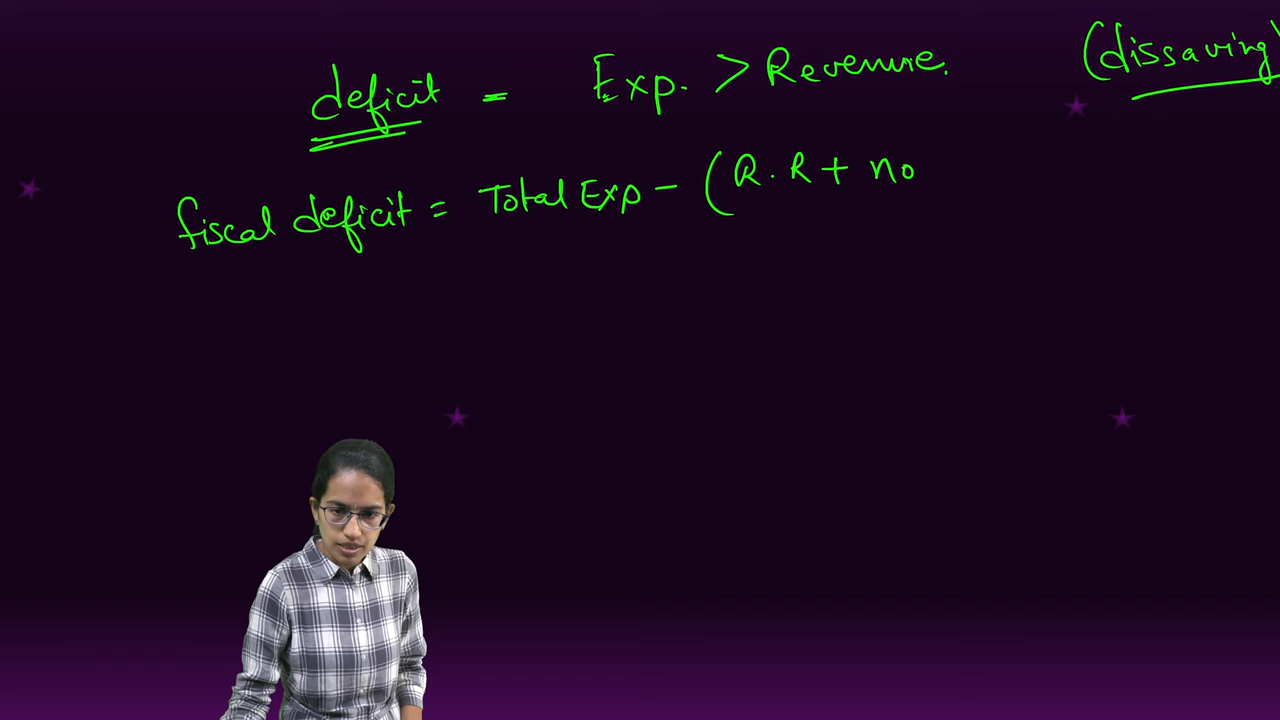 deficit = Exp. > Revenue. (dissaving)
fiscal deficit = Total Exp - (R.R + no